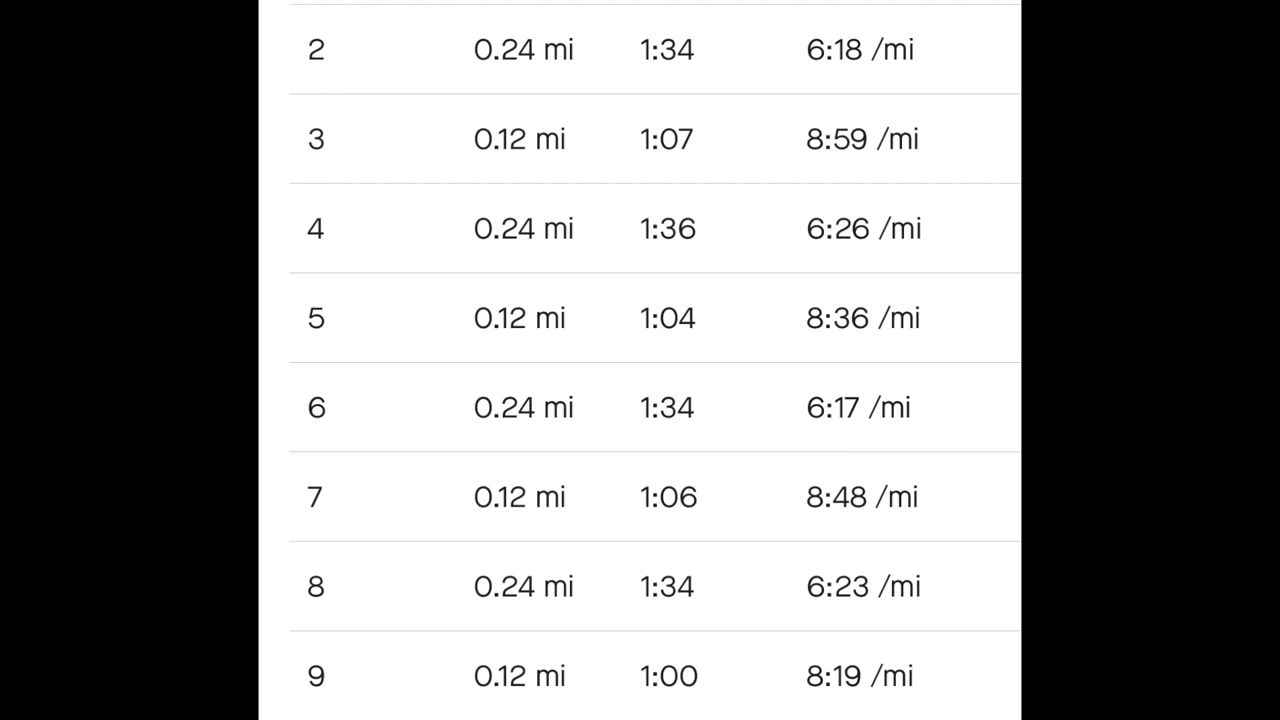 2 0.24 mi 1:34 6:18 /mi
3 0.12 mi 1:07 8:59 /mi
4 0.24 mi 1:36 6:26 /mi
5 0.12 mi 1:04 8:36 /mi
6 0.24 mi 1:34 6:17 /mi
7 0.12 mi 1:06 8:48 /mi
8 0.24 mi 1:34 6:23 /mi
9 0.12 mi 1:00 8:19 /mi